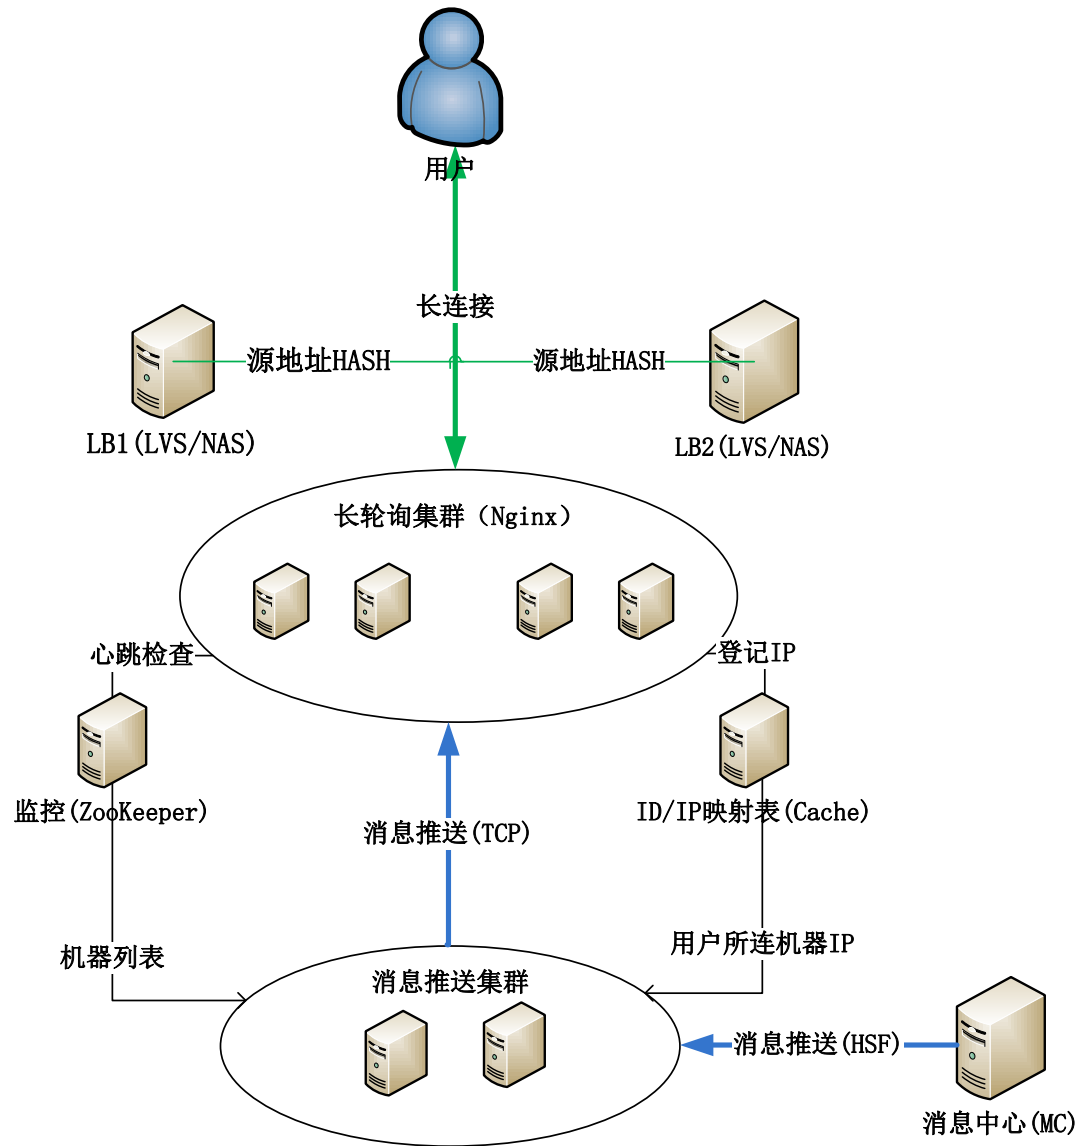 用户
长连接
源地址HASH
源地址HASH
LB1(LVS/NAS)
LB2(LVS/NAS)
长轮询集群（Nginx）
心跳检查
登记IP
监控(ZooKeeper)
ID/IP映射表(Cache)
消息推送(TCP)
机器列表
用户所连机器IP
消息推送集群
消息推送(HSF)
消息中心(MC)